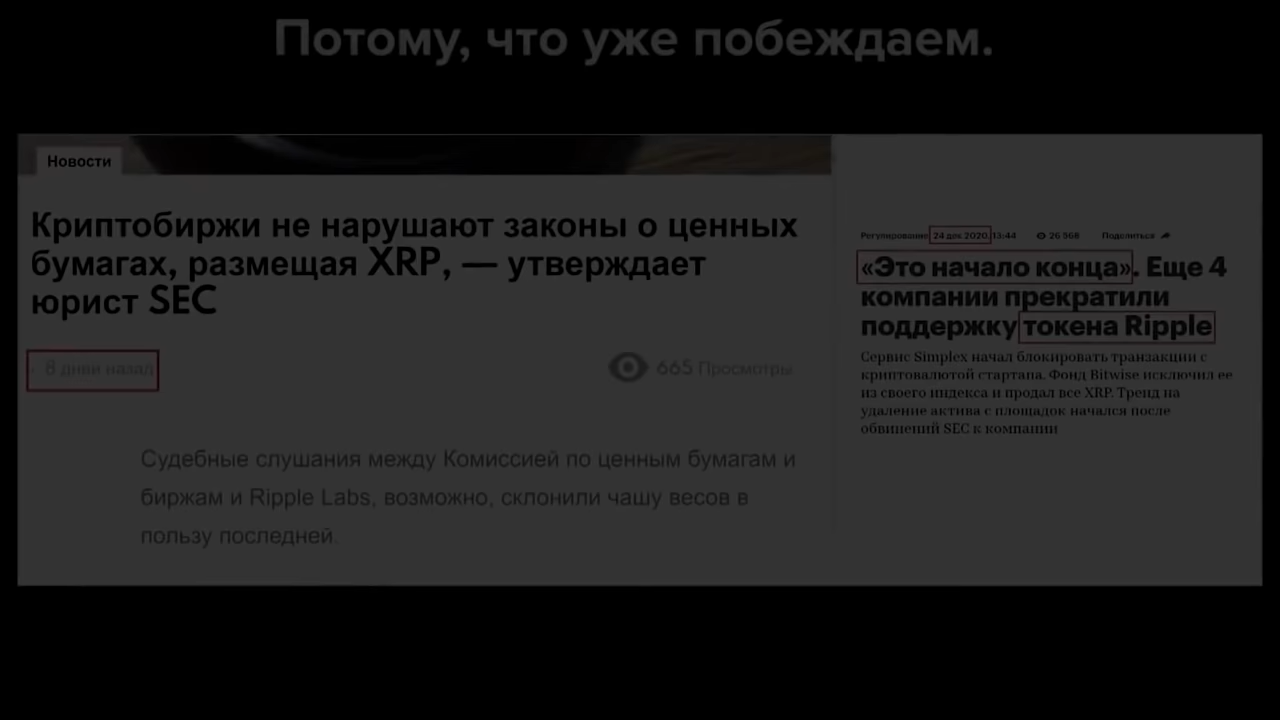 Потому, что уже побеждаем.
Новости
Криптобиржи не нарушают законы о ценных
бумагах, размещая XRP, — утверждает
юрист SEC
8 дней назад
665 Просмотры
Судебные слушания между Комиссией по ценным бумагам и
биржам и Ripple Labs, возможно, склонили чашу весов в
пользу последней.
Регулирование 24 дек 2020, 13:44 26 968 Поделиться
«Это начало конца». Еще 4
компании прекратили
поддержку токена Ripple
Сервис Simplex начал блокировать транзакции с
криптовалютой стартапа. Фонд Bitwise исключил ее
из своего индекса и продал все XRP. Тренд на
удаление актива с площадок начался после
обвинений SEC к компании